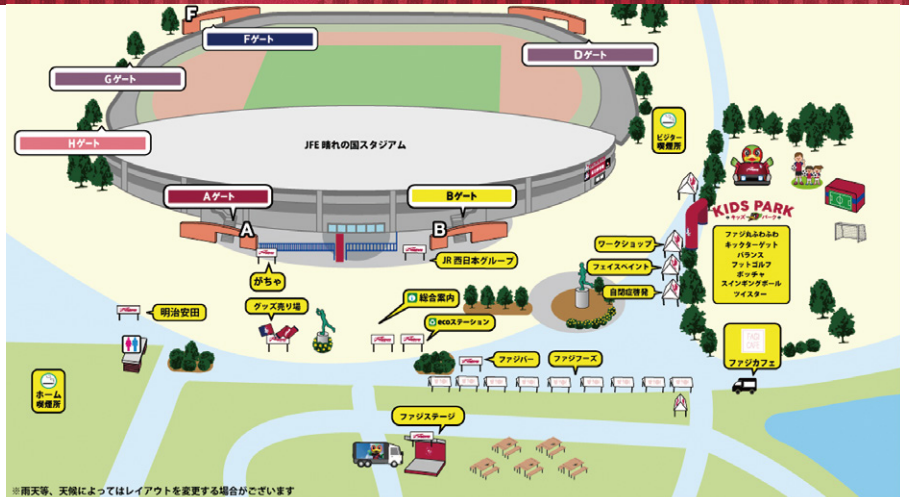 F
Fゲート
Dゲート
Gゲート
Hゲート
JFE 晴れの国スタジアム
ビジター
喫煙所
Aゲート
Bゲート
A
B
KIDS PARK
キッズパーク
ファジ丸ふわふわ
キックターゲット
バランス
フットゴルフ
ボッチャ
スイングボール
ツイスター
ワークショップ
フェイスペイント
自閉症啓発
JR 西日本グループ
がちゃ
グッズ売り場
明治安田
総合案内
ecoステーション
ファジバー
ファジフーズ
ファジカフェ
ホーム
喫煙所
ファジステージ
※雨天等、天候によってはレイアウトを変更する場合がございます